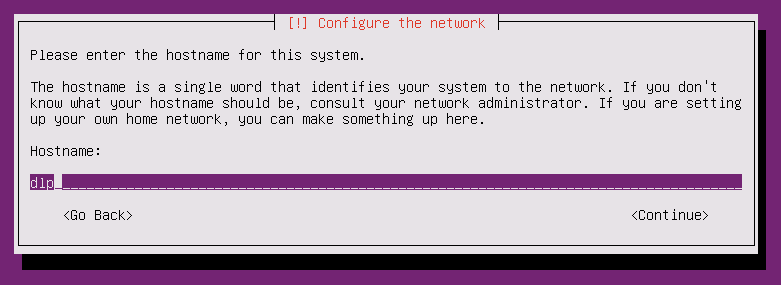 [!] Configure the network
Please enter the hostname for this system.
The hostname is a single word that identifies your system to the network. If you don't
know what your hostname should be, consult your network administrator. If you are setting
up your own home network, you can make something up here.
Hostname:
dlp
<Go Back> <Continue>